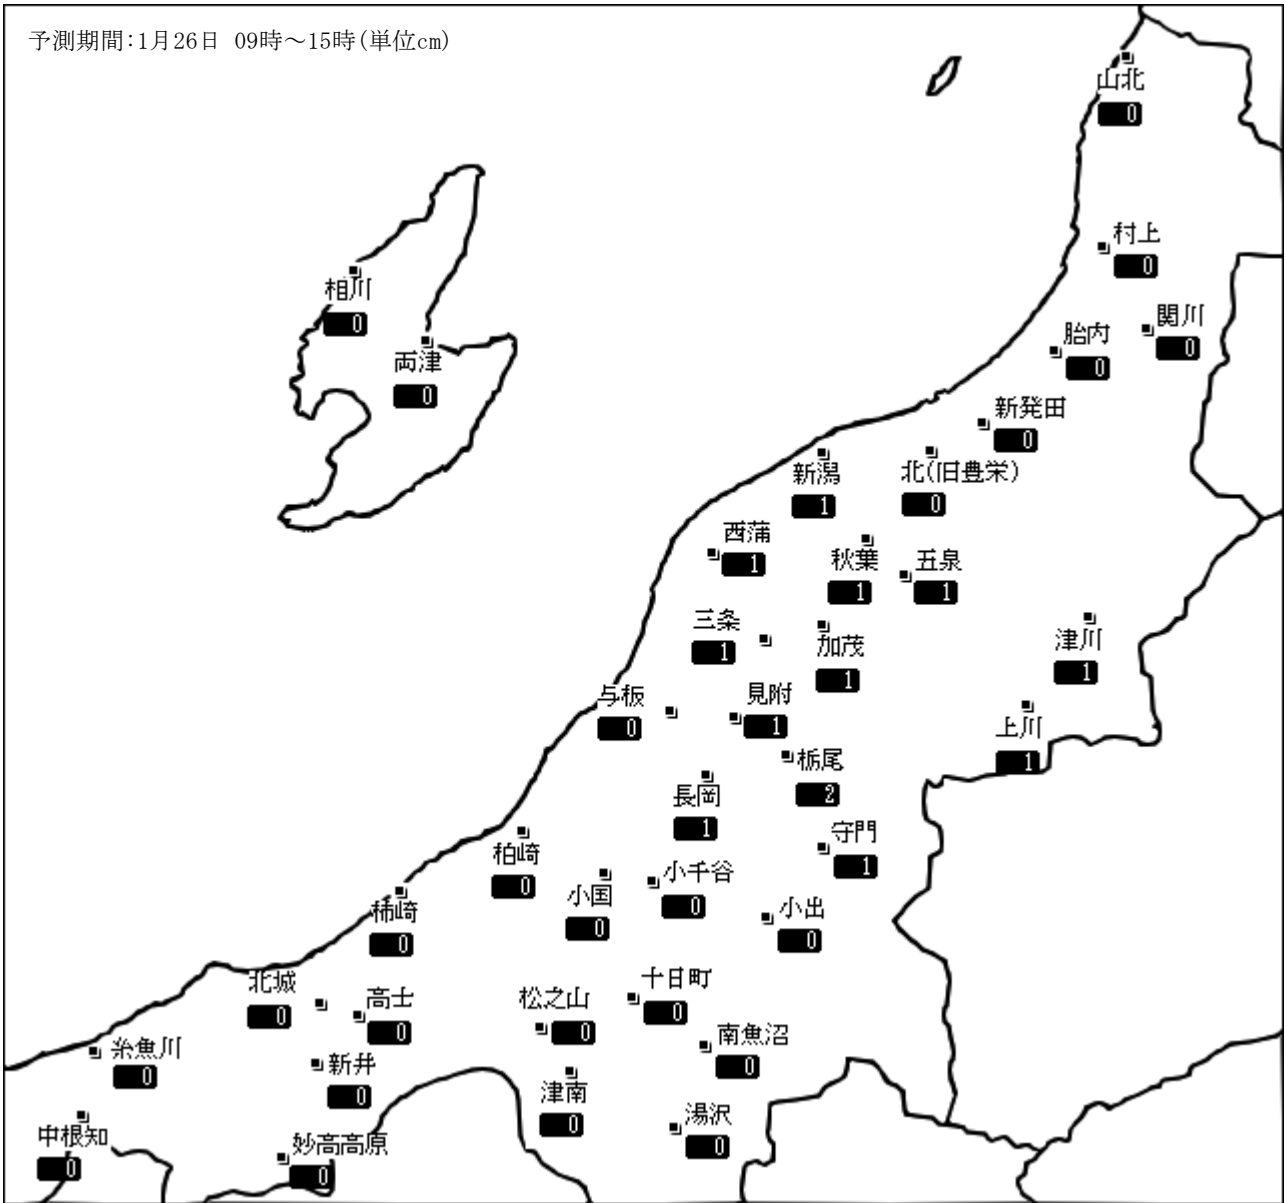 予測期間:1月26日 09時～15時(単位cm)
山北
0
村上
0
相川
0
関川
0
胎内
0
両津
0
新発田
0
新潟
1
北(旧豊栄)
0
西蒲
1
秋葉
1
五泉
1
三条
1
加茂
1
津川
1
与板
0
見附
1
上川
1
栃尾
2
長岡
1
守門
1
柏崎
0
小国
0
小千谷
0
柿崎
0
小出
0
北城
0
高士
0
松之山
0
十日町
0
糸魚川
0
新井
0
南魚沼
0
津南
0
湯沢
0
中根知
0
妙高高原
0